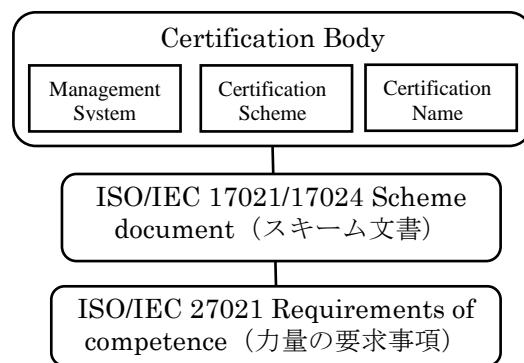 Certification Body
Management
System
Certification
Scheme
Certification
Name
ISO/IEC 17021/17024 Scheme
document（スキーム文書）
ISO/IEC 27021 Requirements of
competence（力量の要求事項）